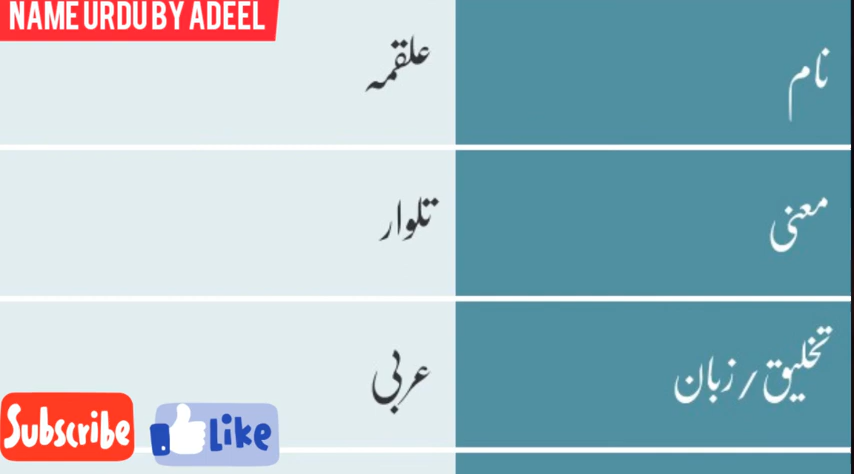 NAME URDU BY ADEEL
نام علقمہ
معنی تلوار
تخلیق / زبان عربی
Subscribe Like